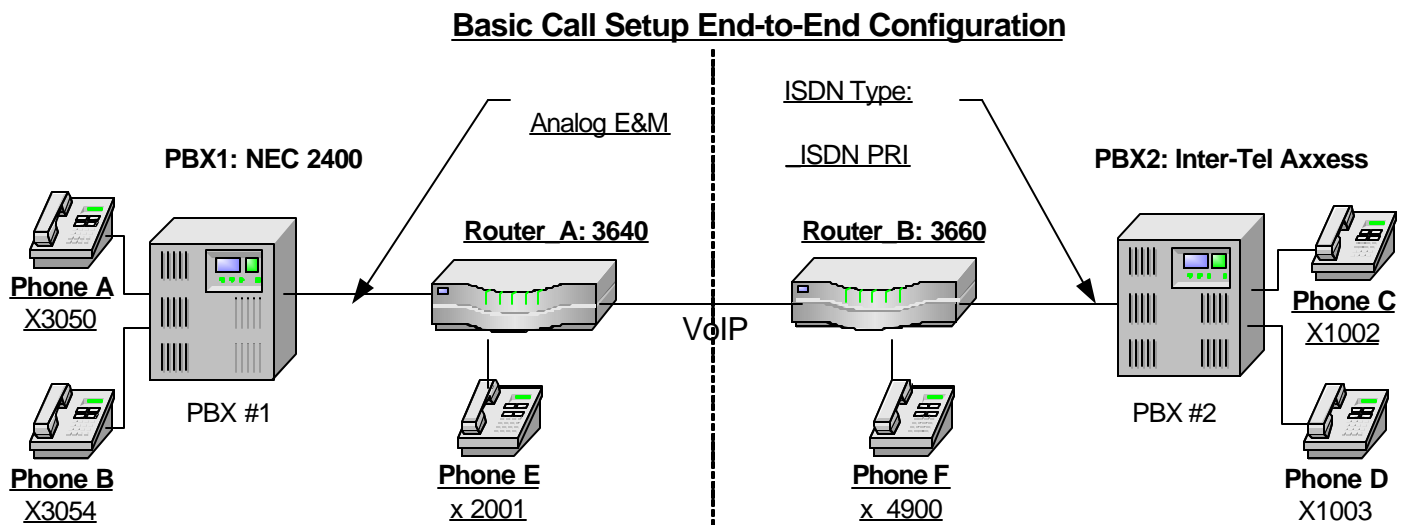 Basic Call Setup End-to-End Configuration
ISDN Type:
Analog E&M
_ISDN PRI
PBX1: NEC 2400
PBX2: Inter-Tel Axxess
Router_A: 3640
Router_B: 3660
Phone A
X3050
Phone C
X1002
VoIP
PBX #1
PBX #2
Phone B
X3054
Phone E
x 2001
Phone F
x 4900
Phone D
X1003